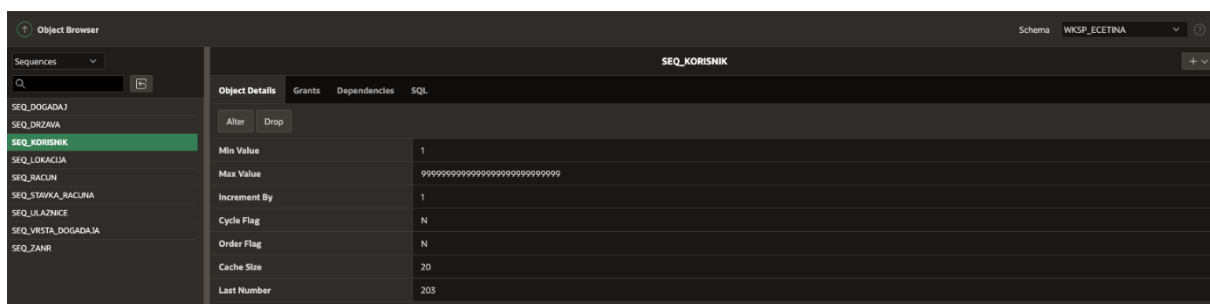 Object Browser
Schema WKSP_ECETINA
Sequences
SEQ_KORISNIK
Object Details Grants Dependencies SQL
SEQ_DOGADAJ
SEQ_DRZAVA
SEQ_KORISNIK
SEQ_LOKACIJA
SEQ_RACUN
SEQ_STAVKA_RACUNA
SEQ_ULAZNICE
SEQ_VRSTA_DOGADAJA
SEQ_ZANR
Alter Drop
Min Value 1
Max Value 9999999999999999999999999999
Increment By 1
Cycle Flag N
Order Flag N
Cache Size 20
Last Number 203